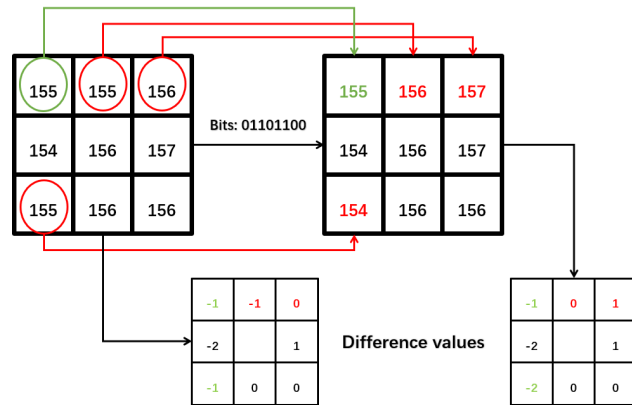 155 155 156 155 156 157
Bits: 01101100
154 156 157 154 156 157
155 156 156 154 156 156
-1 -1 0 -1 0 1
-2 1 Difference values -2 1
-1 0 0 -2 0 0